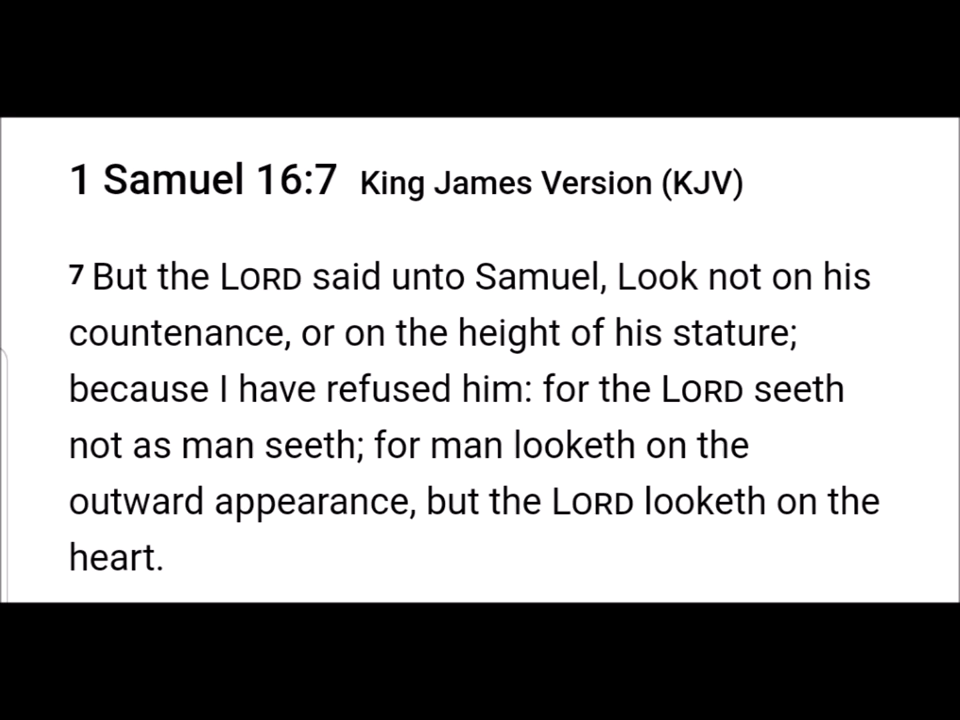 1 Samuel 16:7 King James Version (KJV)
7 But the LORD said unto Samuel, Look not on his
countenance, or on the height of his stature;
because I have refused him: for the LORD seeth
not as man seeth; for man looketh on the
outward appearance, but the LORD looketh on the
heart.